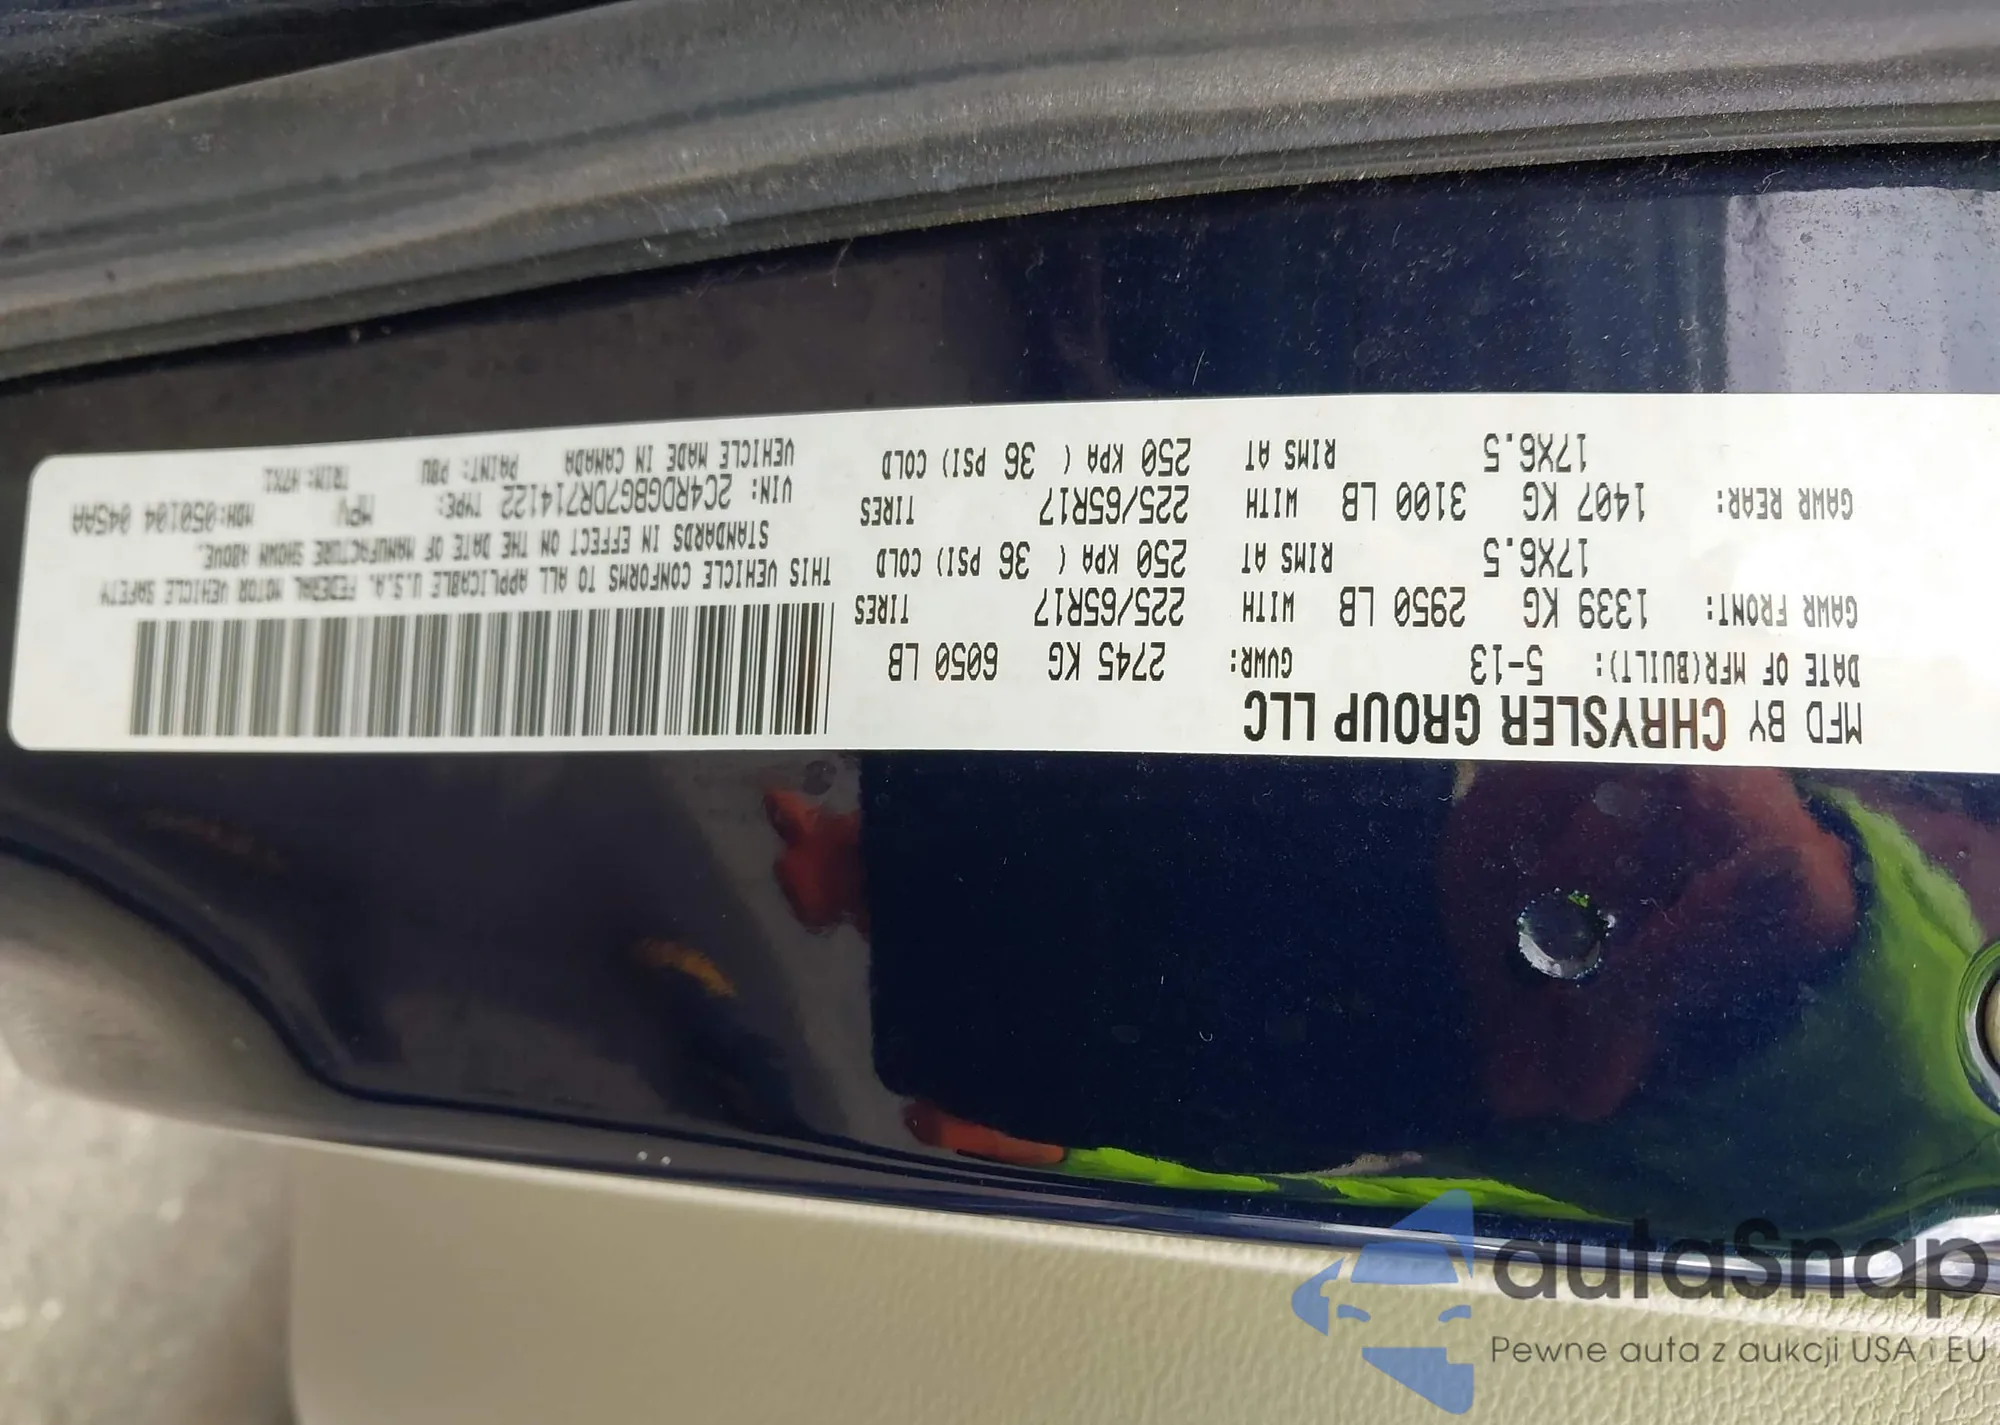 MFD BY CHRYSLER GROUP LLC
DATE OF MFR(BUILT): 5-13 GVWR: 2745 KG 6050 LB
GAWR FRONT: 1339 KG 2950 LB WITH 225/65R17 TIRES
17X6.5 RIMS AT 250 KPA ( 36 PSI) COLD
GAWR REAR: 1407 KG 3100 LB WITH 225/65R17 TIRES
17X6.5 RIMS AT 250 KPA ( 36 PSI) COLD
THIS VEHICLE CONFORMS TO ALL APPLICABLE U.S.A. FEDERAL MOTOR VEHICLE SAFETY
STANDARDS IN EFFECT ON THE DATE OF MANUFACTURE SHOWN ABOVE.
VIN: 2C4RDGBG7DR714122 TYPE: MPV MDH:050104 045AA
VEHICLE MADE IN CANADA PAINT: PBU TRIM: H7X1
autaSnap
Pewne auta z aukcji USA i EU